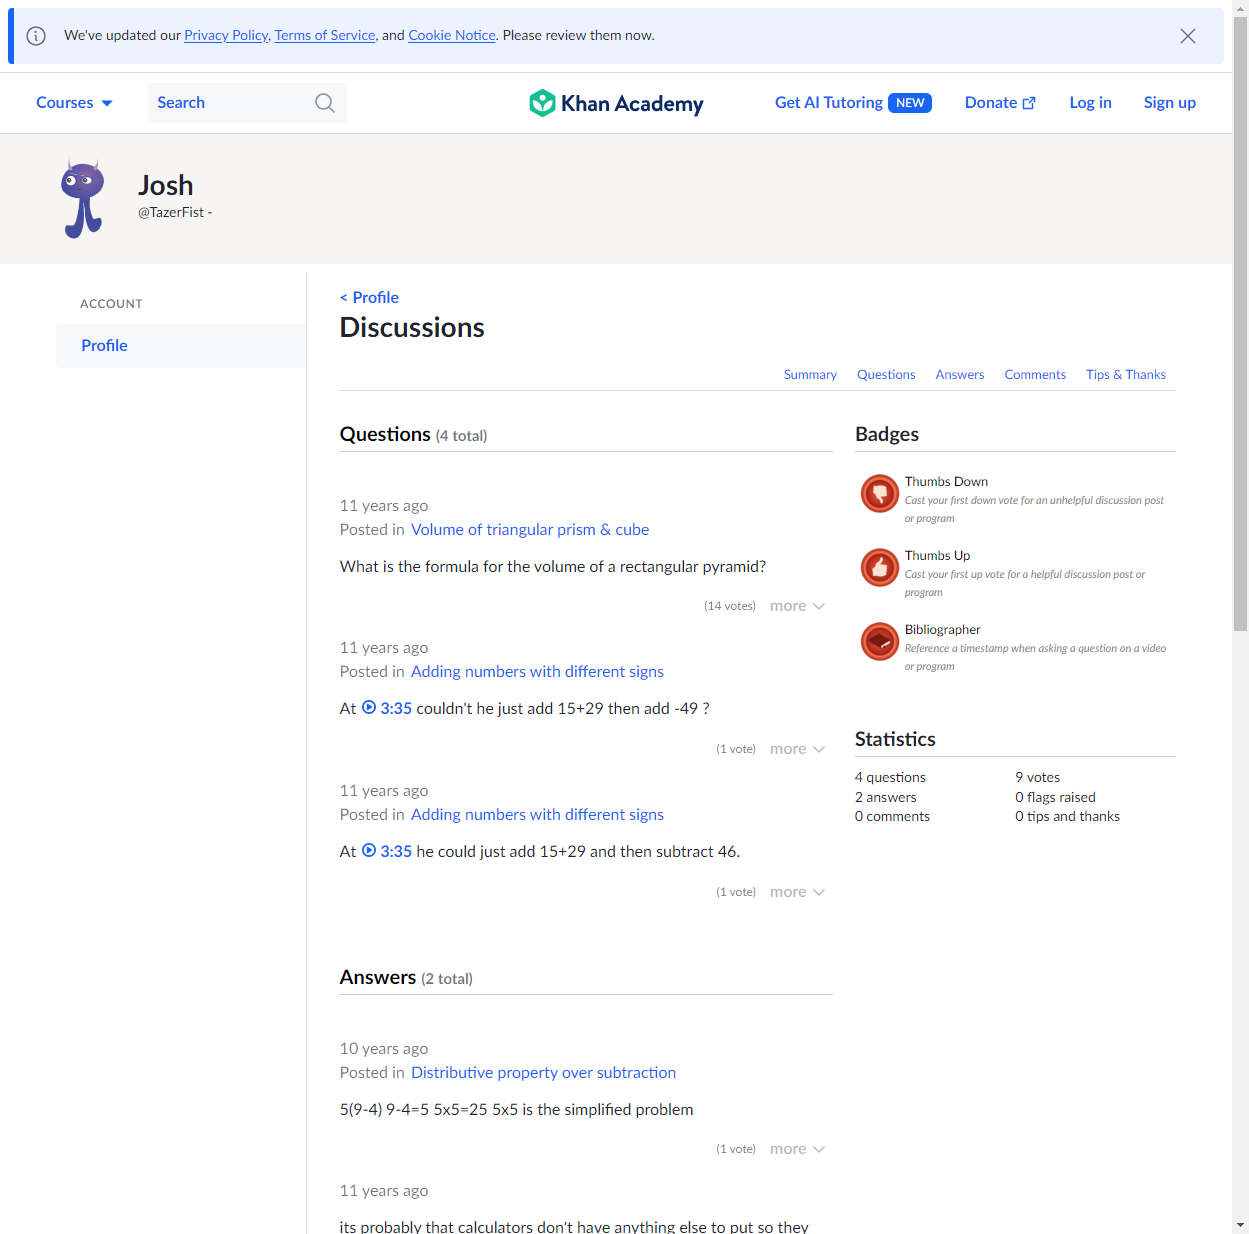 We've updated our Privacy Policy, Terms of Service, and Cookie Notice. Please review them now.
Courses
Search
Khan Academy
Get AI Tutoring NEW
Donate
Log in
Sign up
Josh
@TazerFist -
ACCOUNT
Profile
< Profile
Discussions
Summary
Questions
Answers
Comments
Tips & Thanks
Questions (4 total)
11 years ago
Posted in Volume of triangular prism & cube
What is the formula for the volume of a rectangular pyramid?
(14 votes) more
11 years ago
Posted in Adding numbers with different signs
At 3:35 couldn't he just add 15+29 then add -49 ?
(1 vote) more
11 years ago
Posted in Adding numbers with different signs
At 3:35 he could just add 15+29 and then subtract 46.
(1 vote) more
Answers (2 total)
10 years ago
Posted in Distributive property over subtraction
5(9-4) 9-4=5 5x5=25 5x5 is the simplified problem
(1 vote) more
11 years ago
its probably that calculators don't have anything else to put so they
Badges
Thumbs Down
Cast your first down vote for an unhelpful discussion post
or program
Thumbs Up
Cast your first up vote for a helpful discussion post or
program
Bibliographer
Reference a timestamp when asking a question on a video
or program
Statistics
4 questions
2 answers
0 comments
9 votes
0 flags raised
0 tips and thanks